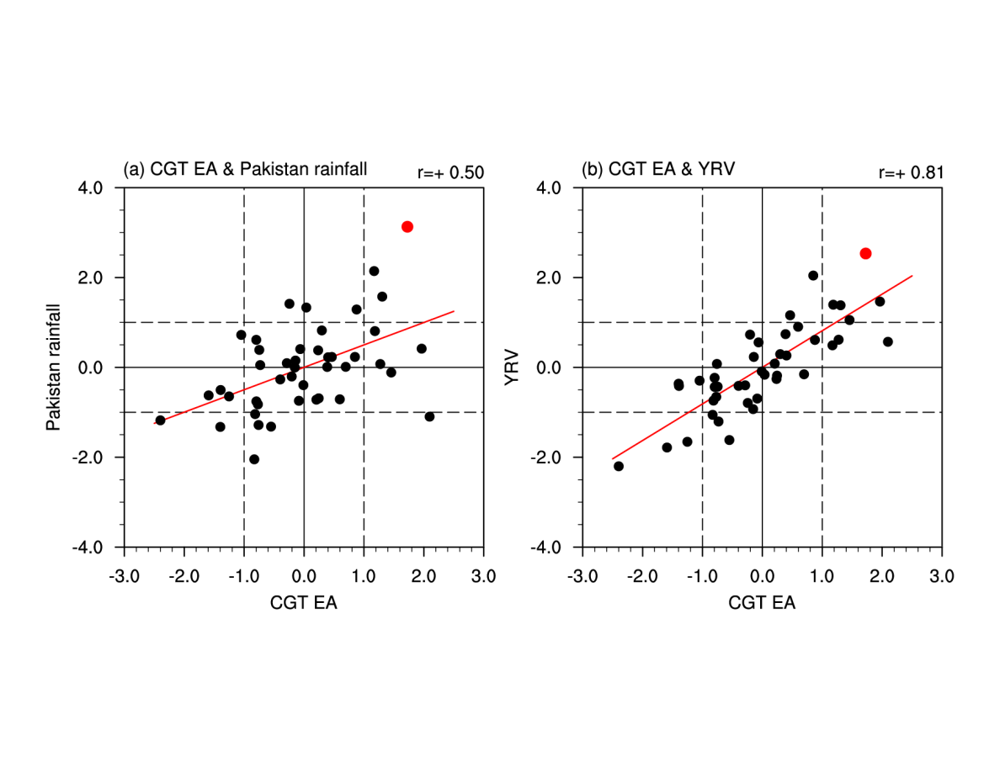 (a) CGT EA & Pakistan rainfall
r=+ 0.50
4.0
2.0
0.0
-2.0
-4.0
Pakistan rainfall
-3.0 -2.0 -1.0 0.0 1.0 2.0 3.0
CGT EA
(b) CGT EA & YRV
r=+ 0.81
4.0
2.0
0.0
-2.0
-4.0
YRV
-3.0 -2.0 -1.0 0.0 1.0 2.0 3.0
CGT EA